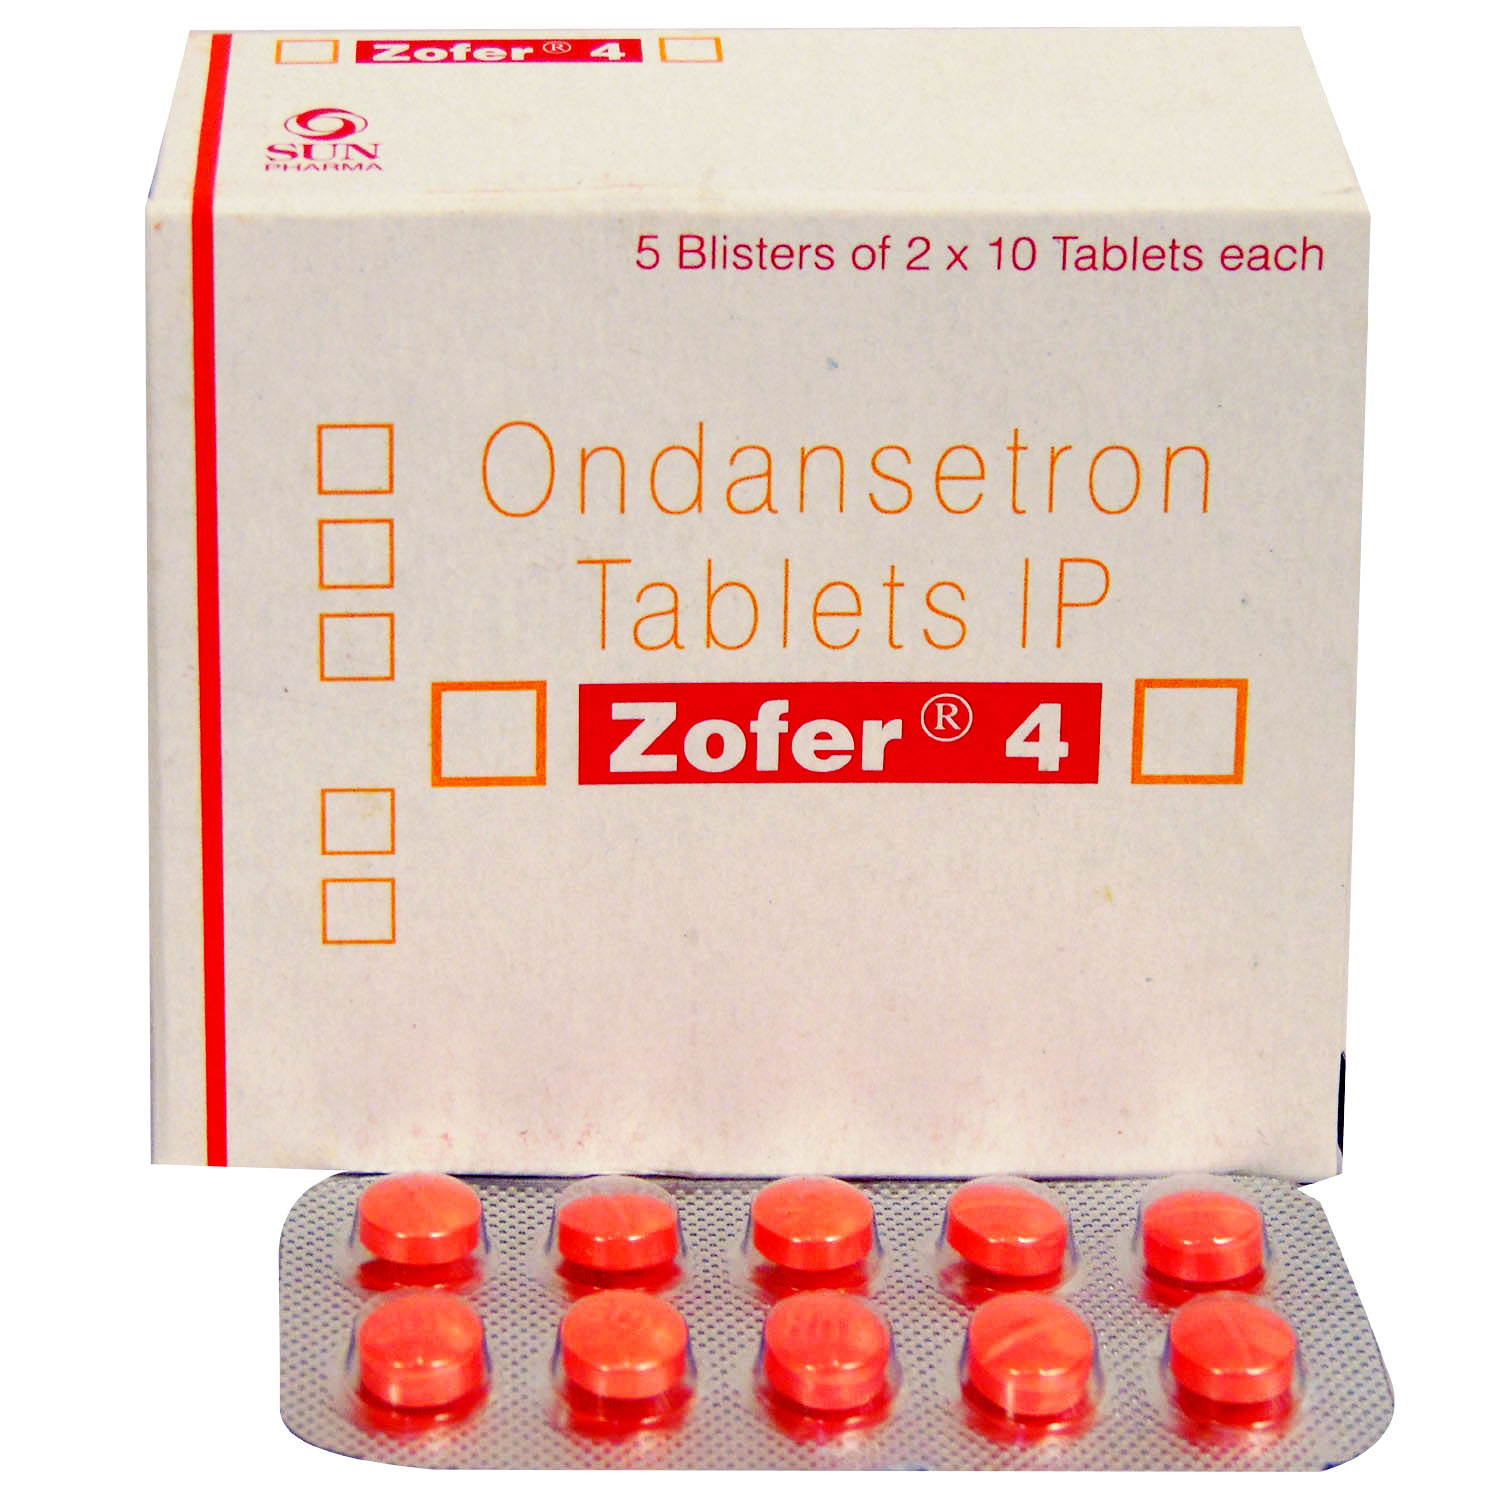 Zofer® 4
SUN
PHARMA
5 Blisters of 2 x 10 Tablets each
Ondansetron
Tablets IP
Zofer® 4